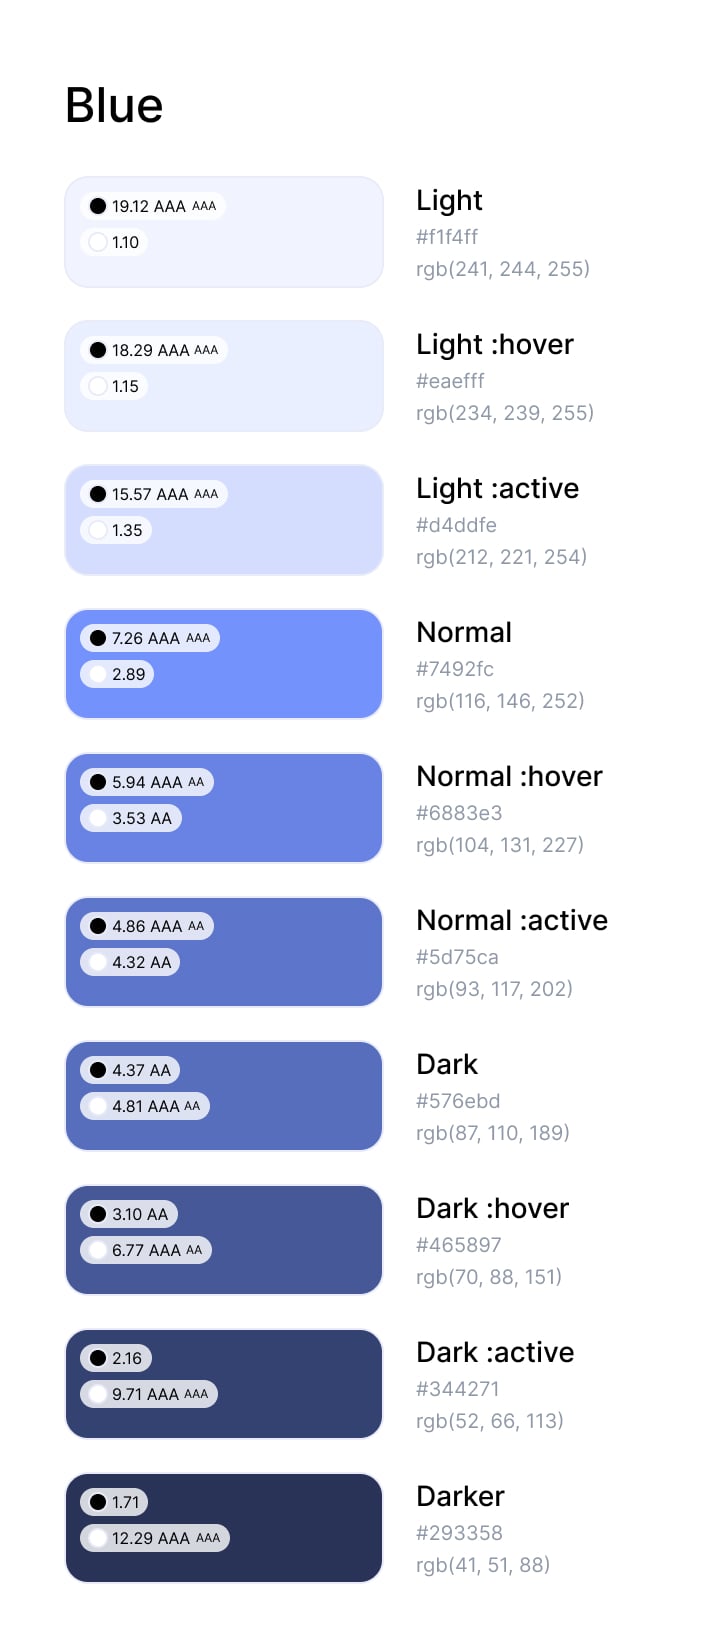 Blue
19.12 AAA AAA
1.10
Light
#f1f4ff
rgb(241, 244, 255)
18.29 AAA AAA
1.15
Light :hover
#eaefff
rgb(234, 239, 255)
15.57 AAA AAA
1.35
Light :active
#d4ddfe
rgb(212, 221, 254)
7.26 AAA AAA
2.89
Normal
#7492fc
rgb(116, 146, 252)
5.94 AAA AA
3.53 AA
Normal :hover
#6883e3
rgb(104, 131, 227)
4.86 AAA AA
4.32 AA
Normal :active
#5d75ca
rgb(93, 117, 202)
4.37 AA
4.81 AAA AA
Dark
#576ebd
rgb(87, 110, 189)
3.10 AA
6.77 AAA AA
Dark :hover
#465897
rgb(70, 88, 151)
2.16
9.71 AAA AAA
Dark :active
#344271
rgb(52, 66, 113)
1.71
12.29 AAA AAA
Darker
#293358
rgb(41, 51, 88)